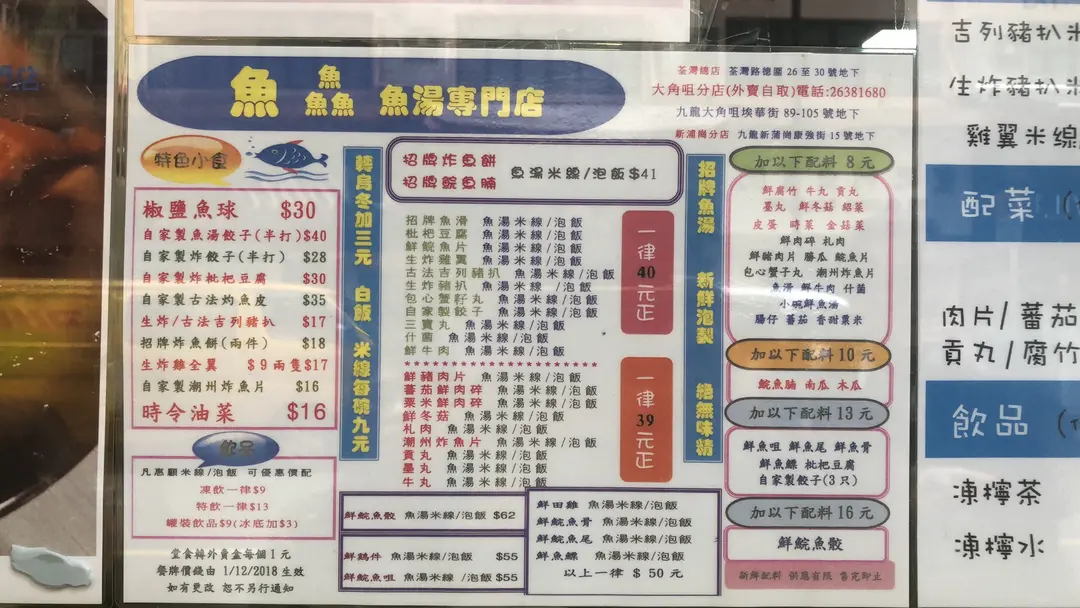 魚 魚魚魚 魚湯專門店
荃灣總店 荃灣路德圍 26 至 30 號地下
大角咀分店(外賣自取)電話:26381680
九龍大角咀埃華街 89-105 號地下
新蒲崗分店 九龍新蒲崗康強街 15 號地下
特色小食
椒鹽魚球 $30
自家製魚湯餃子(半打) $40
自家製炸餃子(半打) $28
自家製炸枇杷豆腐 $30
自家製古法灼魚皮 $35
生炸/古法吉列豬扒 $17
招牌炸魚餅(兩件) $18
生炸雞全翼 $9 兩隻$17
自家製潮州炸魚片 $16
時令油菜 $16
飲品
凡惠顧米線/泡飯 可優惠價配
凍飲一律$9
特飲一律$13
罐裝飲品$9(冰底加$3)
堂食轉外賣盒每個 1 元
餐牌價錢由 1/12/2018 生效
如有更改 恕不另行通知
轉烏冬加三元 白飯/米線每碗九元
招牌炸魚餅
招牌鯇魚腩
魚湯米線/泡飯 $41
招牌魚滑 魚湯米線/泡飯
枇杷豆腐 魚湯米線/泡飯
鮮鯇魚片 魚湯米線/泡飯
生炸雞翼 魚湯米線/泡飯
古法吉列豬扒 魚湯米線/泡飯
生炸豬扒 魚湯米線/泡飯
包心蟹籽丸 魚湯米線/泡飯
自家製餃子 魚湯米線/泡飯
三寶丸 魚湯米線/泡飯
什菌 魚湯米線/泡飯
鮮牛肉 魚湯米線/泡飯
一律 40 元正
鮮豬肉片 魚湯米線/泡飯
蕃茄鮮肉碎 魚湯米線/泡飯
粟米鮮肉碎 魚湯米線/泡飯
鮮冬菇 魚湯米線/泡飯
札肉 魚湯米線/泡飯
潮州炸魚片 魚湯米線/泡飯
貢丸 魚湯米線/泡飯
墨丸 魚湯米線/泡飯
牛丸 魚湯米線/泡飯
一律 39 元正
鮮鯇魚骹 魚湯米線/泡飯 $62
鮮鵪件 魚湯米線/泡飯 $55
鮮鯇魚咀 魚湯米線/泡飯 $55
鮮田雞 魚湯米線/泡飯
鮮鯇魚骨 魚湯米線/泡飯
鮮鯇魚尾 魚湯米線/泡飯
鮮魚鰾 魚湯米線/泡飯
以上一律 $ 50 元
招牌魚湯 新鮮泡製 絕無味精
加以下配料 8 元
鮮腐竹 牛丸 貢丸
墨丸 鮮冬菇 紹菜
皮蛋 時菜 金菇菜
鮮肉碎 札肉
鮮豬肉片 勝瓜 鯇魚片
包心蟹子丸 潮州炸魚片
魚滑 鮮牛肉 什菌
小碗鮮魚湯
腸仔 蕃茄 香甜粟米
加以下配料 10 元
鯇魚腩 南瓜 木瓜
加以下配料 13 元
鮮魚咀 鮮魚尾 鮮魚骨
鮮魚鰾 枇杷豆腐
自家製餃子(3 只)
加以下配料 16 元
鮮鯇魚骹
新鮮配料 供應有限 售完即止
吉列豬扒米
生炸豬扒米
雞翼米線
配菜
肉片/蕃茄
貢丸/腐竹
飲品
凍檸茶
凍檸水